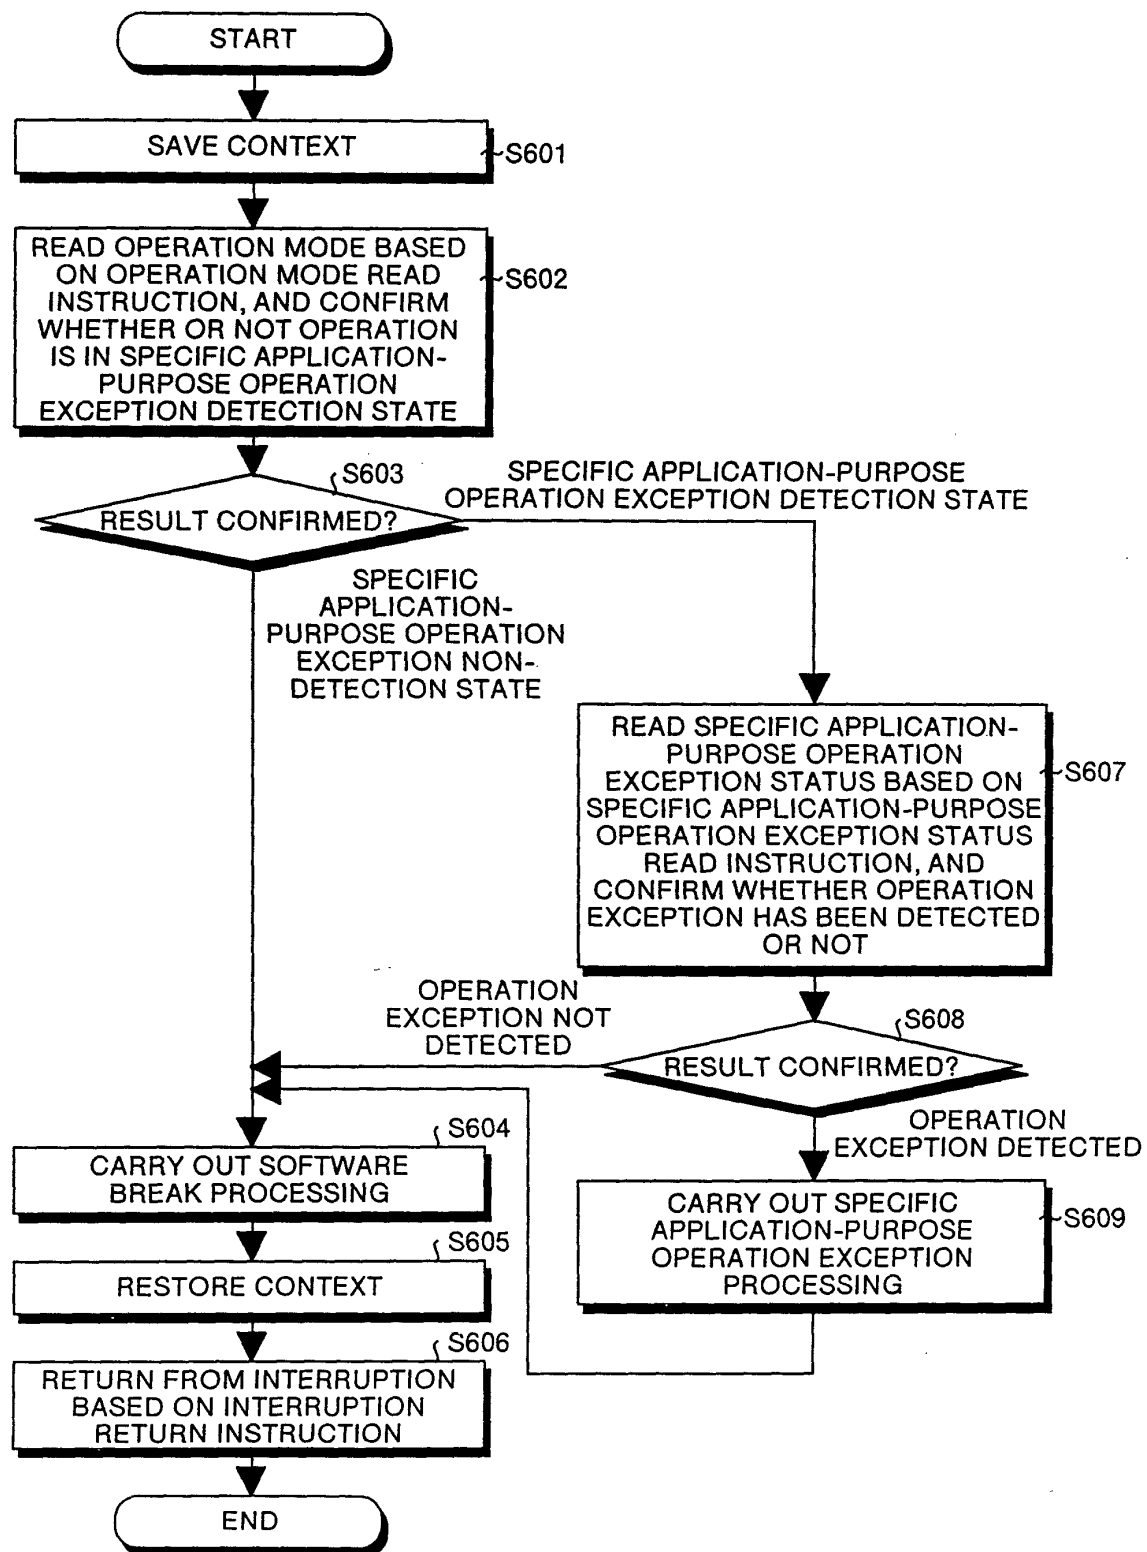 START
SAVE CONTEXT
S601
READ OPERATION MODE BASED
ON OPERATION MODE READ
INSTRUCTION, AND CONFIRM
WHETHER OR NOT OPERATION
IS IN SPECIFIC APPLICATION-
PURPOSE OPERATION
EXCEPTION DETECTION STATE
S602
S603
RESULT CONFIRMED?
SPECIFIC APPLICATION-PURPOSE
OPERATION EXCEPTION DETECTION STATE
SPECIFIC
APPLICATION-
PURPOSE OPERATION
EXCEPTION NON-
DETECTION STATE
READ SPECIFIC APPLICATION-
PURPOSE OPERATION
EXCEPTION STATUS BASED ON
SPECIFIC APPLICATION-PURPOSE
OPERATION EXCEPTION STATUS
READ INSTRUCTION, AND
CONFIRM WHETHER OPERATION
EXCEPTION HAS BEEN DETECTED
OR NOT
S607
OPERATION
EXCEPTION NOT
DETECTED
S608
RESULT CONFIRMED?
OPERATION
EXCEPTION DETECTED
S604
CARRY OUT SOFTWARE
BREAK PROCESSING
CARRY OUT SPECIFIC
APPLICATION-PURPOSE
OPERATION EXCEPTION
PROCESSING
S609
S605
RESTORE CONTEXT
S606
RETURN FROM INTERRUPTION
BASED ON INTERRUPTION
RETURN INSTRUCTION
END